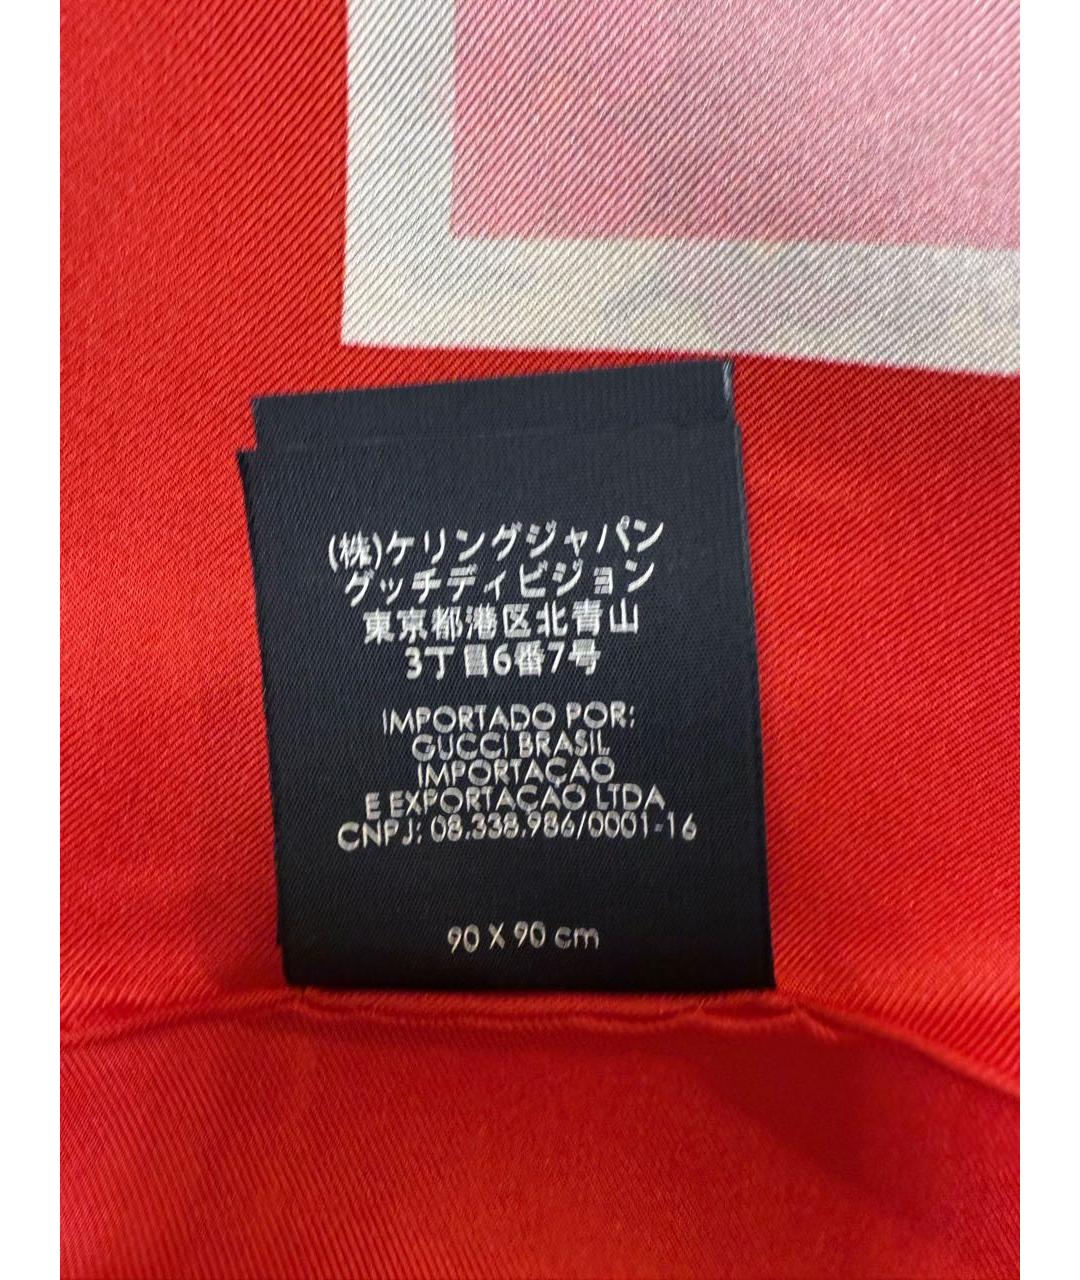 (株)ケリングジャパン
グッチディビジョン
東京都港区北青山
3丁目6番7号
IMPORTADO POR:
GUCCI BRASIL
IMPORTAÇAO
E EXPORTAÇAO LTDA
CNPJ: 08.338.986/0001-16
90 X 90 cm